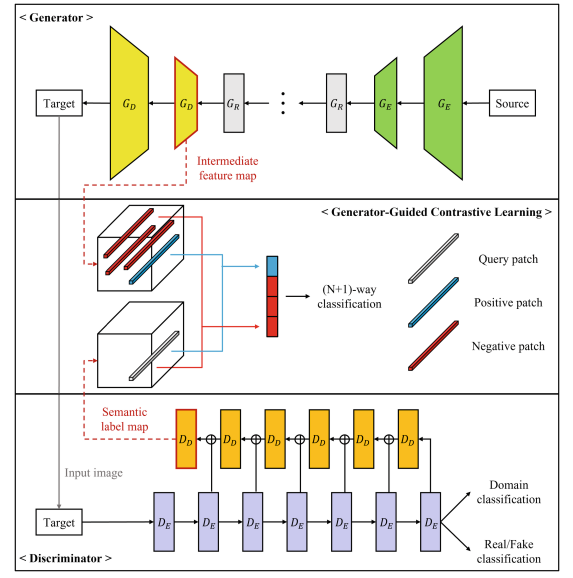 < Generator >
Target
G_D
G_D
G_R
G_R
G_E
G_E
Source
Intermediate
feature map
< Generator-Guided Contrastive Learning >
(N+1)-way
classification
Query patch
Positive patch
Negative patch
Semantic
label map
D_D
D_D
D_D
D_D
D_D
D_D
Input image
Target
D_E
D_E
D_E
D_E
D_E
D_E
D_E
Domain
classification
Real/Fake
classification
< Discriminator >